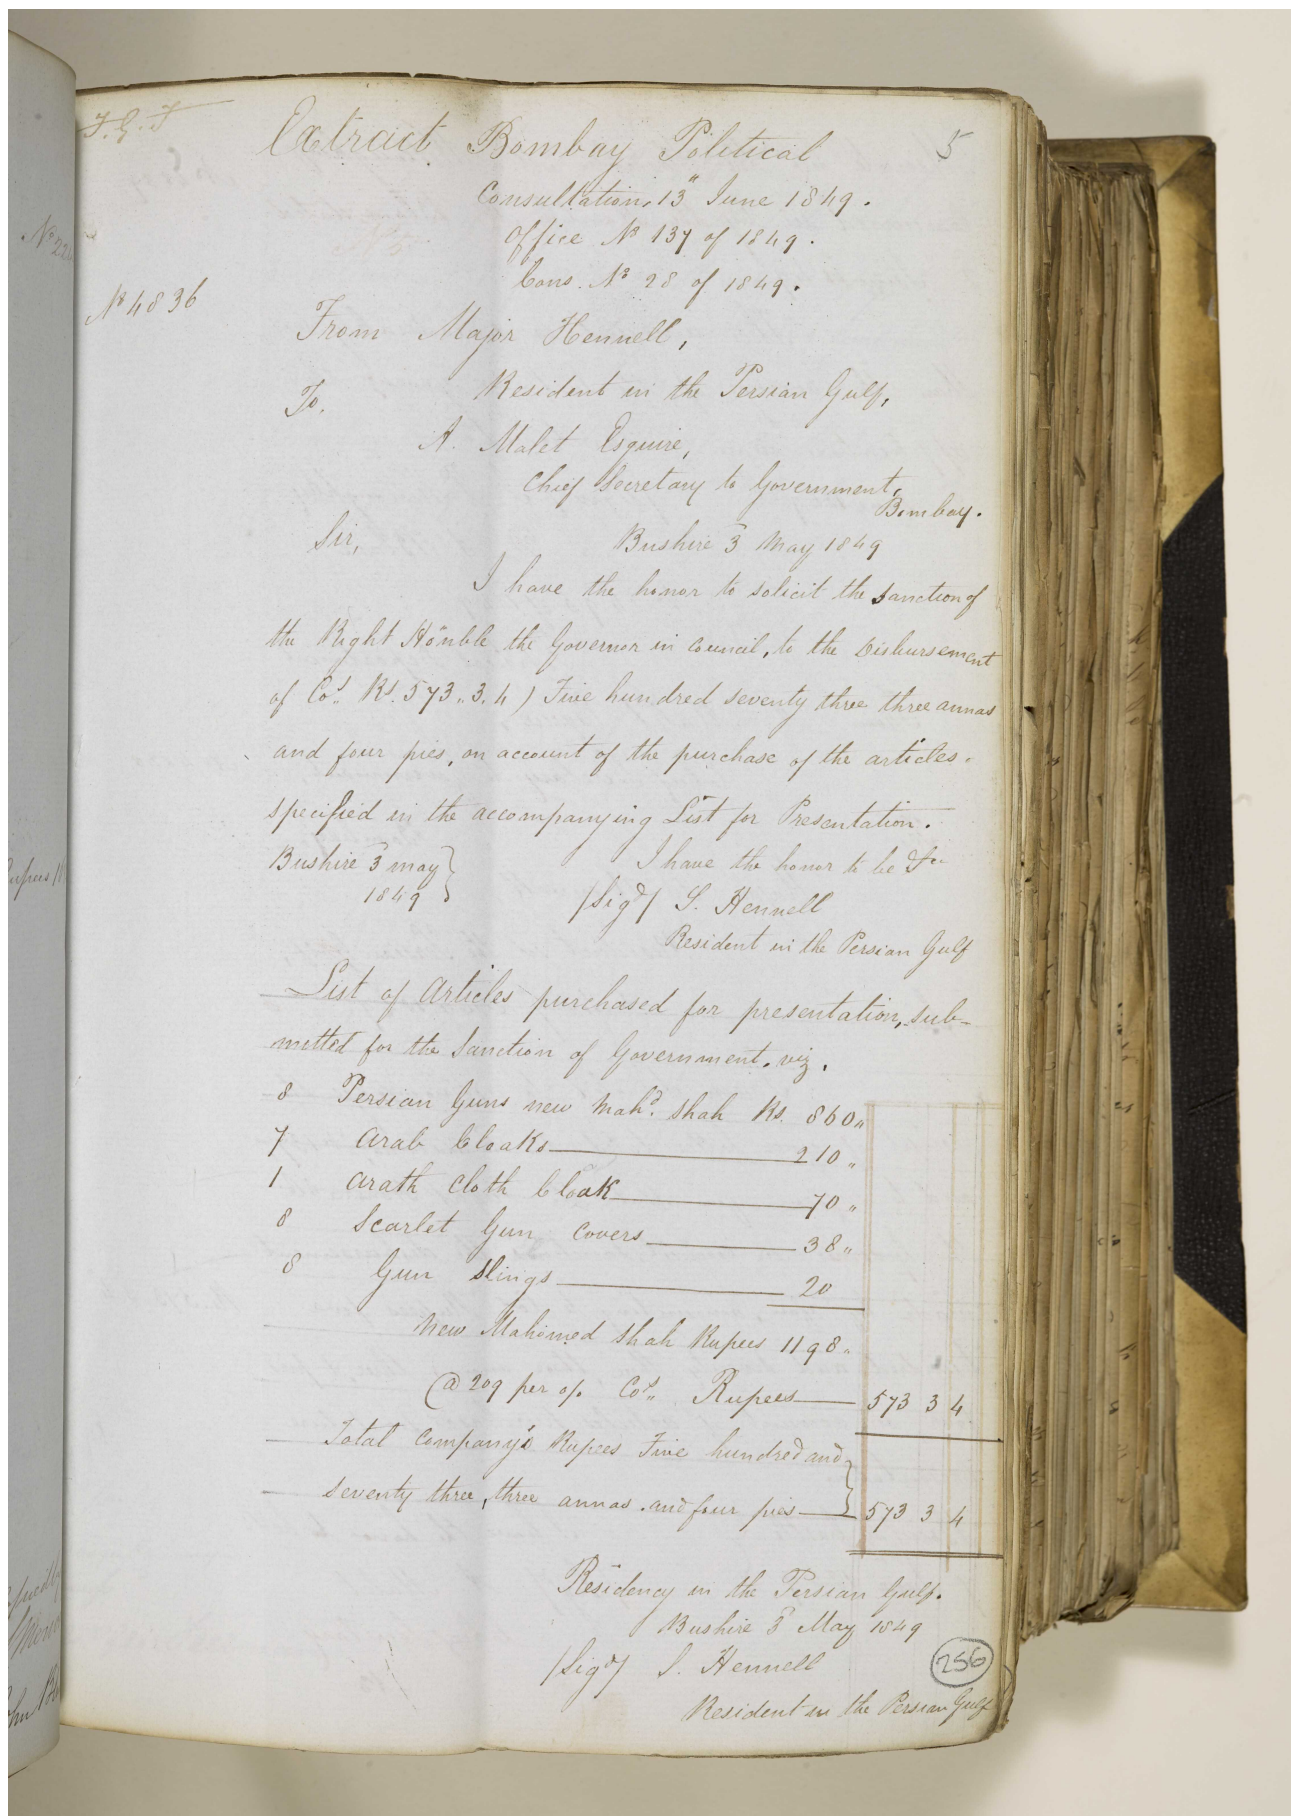 F. G. F
Extract Bombay Political
5
Consultation, 13" June 1849.
Office No 137 of 1849.
Cons. No 28 of 1849.
No 4836
From Major Hennell,
Resident in the Persian Gulf,
To,
A. Malet Esquire,
Chief Secretary to Government,
Bombay.
Sir,
Bushire 3 May 1849
I have the honor to solicit the sanction of
the Right Hon'ble the Governor in Council, to the Disbursement
of Co's. Rs. 573.. 3. 4) Five hundred seventy three three annas
and four pies, on account of the purchase of the articles.
specified in the accompanying List for Presentation.
I have the honor to be &c
Bushire 3 may
1849
/Sigd/ S. Hennell
Resident in the Persian Gulf
List of Articles purchased for presentation, sub-
mitted for the Sanction of Government. viz.
8 Persian Guns new Mahd. Shah Rs. 860 "
7 Arab Cloaks 210 "
1 Arath Cloth Cloak 70 "
8 Scarlet Gun Covers 38 "
8 Gun Slings 20
New Mahomed Shah Rupees 1198 "
@ 209 per o/o Co's.. Rupees 573 3 4
Total Company's Rupees Five hundred and
seventy three, three annas and four pies 573 3 4
Residency in the Persian Gulf.
Bushire 3 May 1849
/Sigd/ S. Hennell
256
Resident in the Persian Gulf